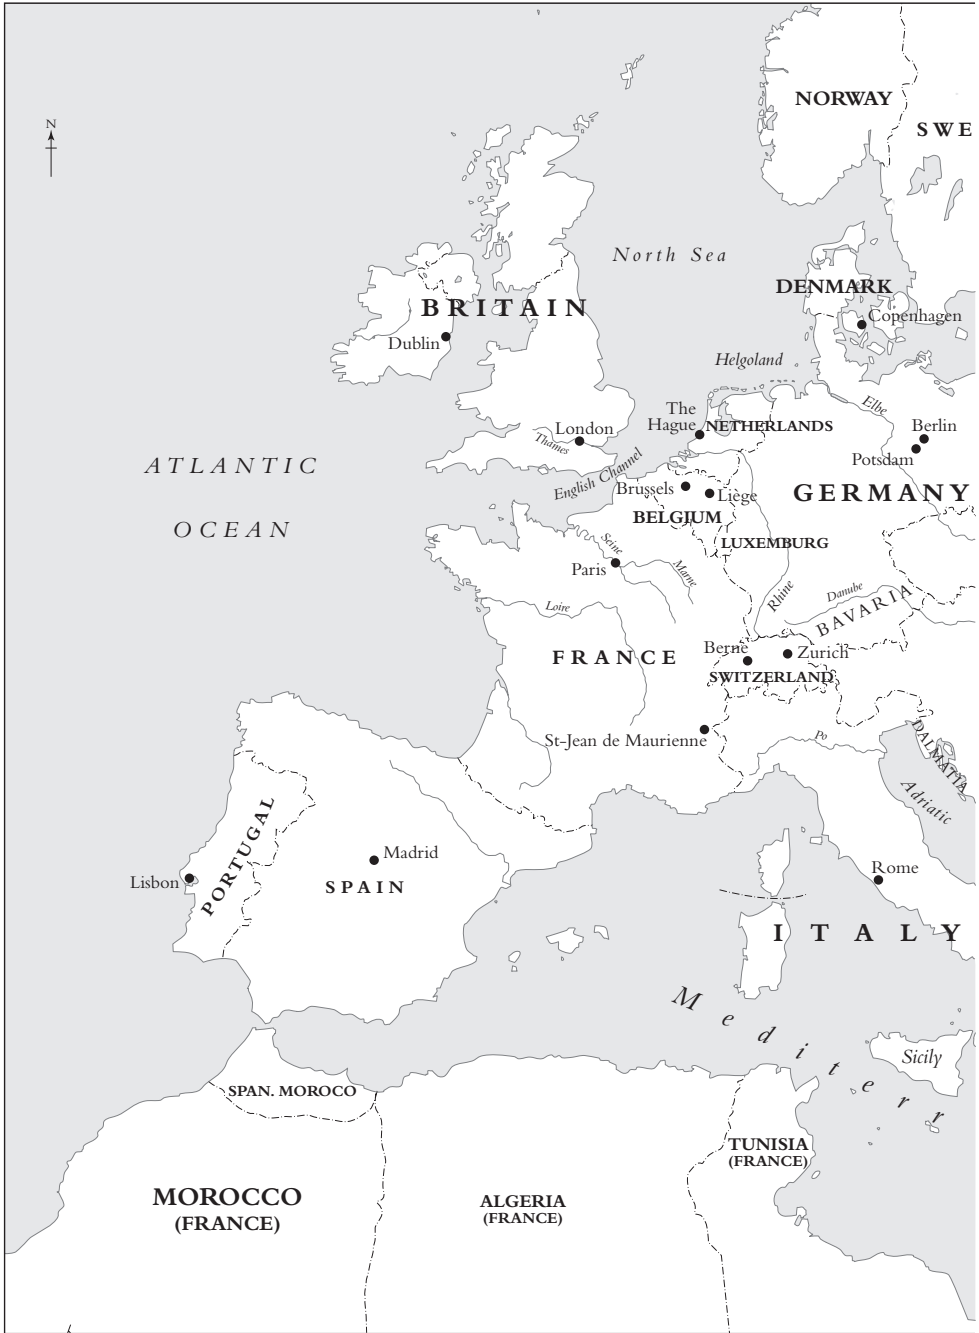 N
NORWAY
SWE
North Sea
DENMARK
Copenhagen
BRITAIN
Dublin
Helgoland
The
Hague
NETHERLANDS
Elbe
Berlin
Potsdam
London
Thames
English Channel
ATLANTIC
OCEAN
Brussels
Liège
GERMANY
BELGIUM
LUXEMBURG
Seine
Paris
Marne
Rhine
Danube
BAVARIA
Loire
FRANCE
Berne
Zurich
SWITZERLAND
St-Jean de Maurienne
Po
DALMATIA
Adriatic
PORTUGAL
Madrid
Lisbon
SPAIN
Rome
ITALY
Mediterr
Sicily
SPAN. MOROCO
TUNISIA
(FRANCE)
MOROCCO
(FRANCE)
ALGERIA
(FRANCE)